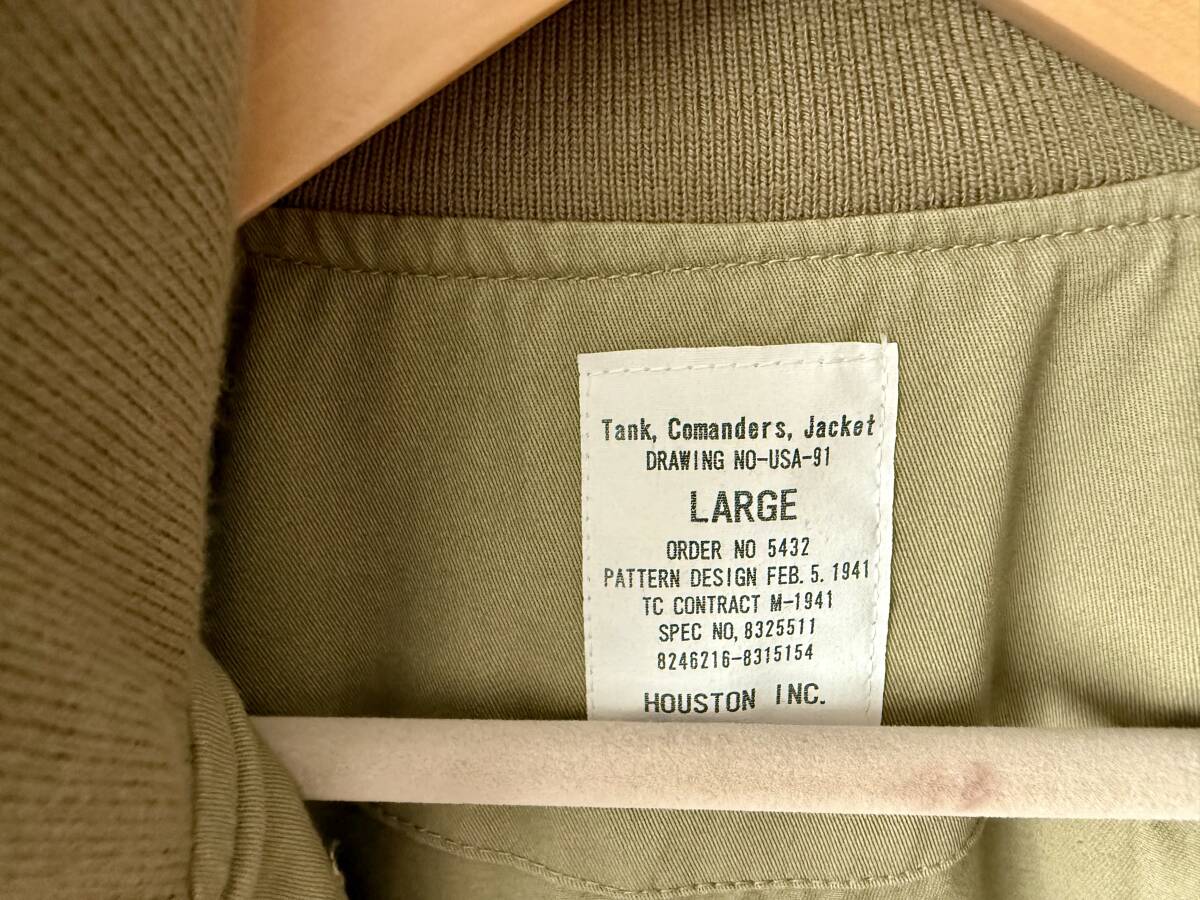 Tank, Comanders, Jacket
DRAWING NO-USA-91
LARGE
ORDER NO 5432
PATTERN DESIGN FEB. 5. 1941
TC CONTRACT M-1941
SPEC NO, 8325511
8246216-8315154
HOUSTON INC.